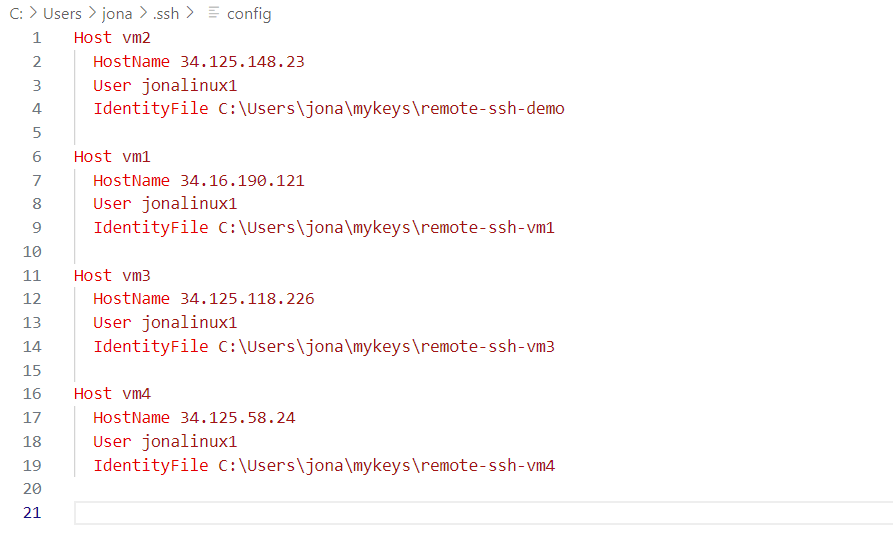 C: > Users > jona > .ssh > config
1 Host vm2
2 HostName 34.125.148.23
3 User jonalinux1
4 IdentityFile C:\Users\jona\mykeys\remote-ssh-demo
5
6 Host vm1
7 HostName 34.16.190.121
8 User jonalinux1
9 IdentityFile C:\Users\jona\mykeys\remote-ssh-vm1
10
11 Host vm3
12 HostName 34.125.118.226
13 User jonalinux1
14 IdentityFile C:\Users\jona\mykeys\remote-ssh-vm3
15
16 Host vm4
17 HostName 34.125.58.24
18 User jonalinux1
19 IdentityFile C:\Users\jona\mykeys\remote-ssh-vm4
20
21